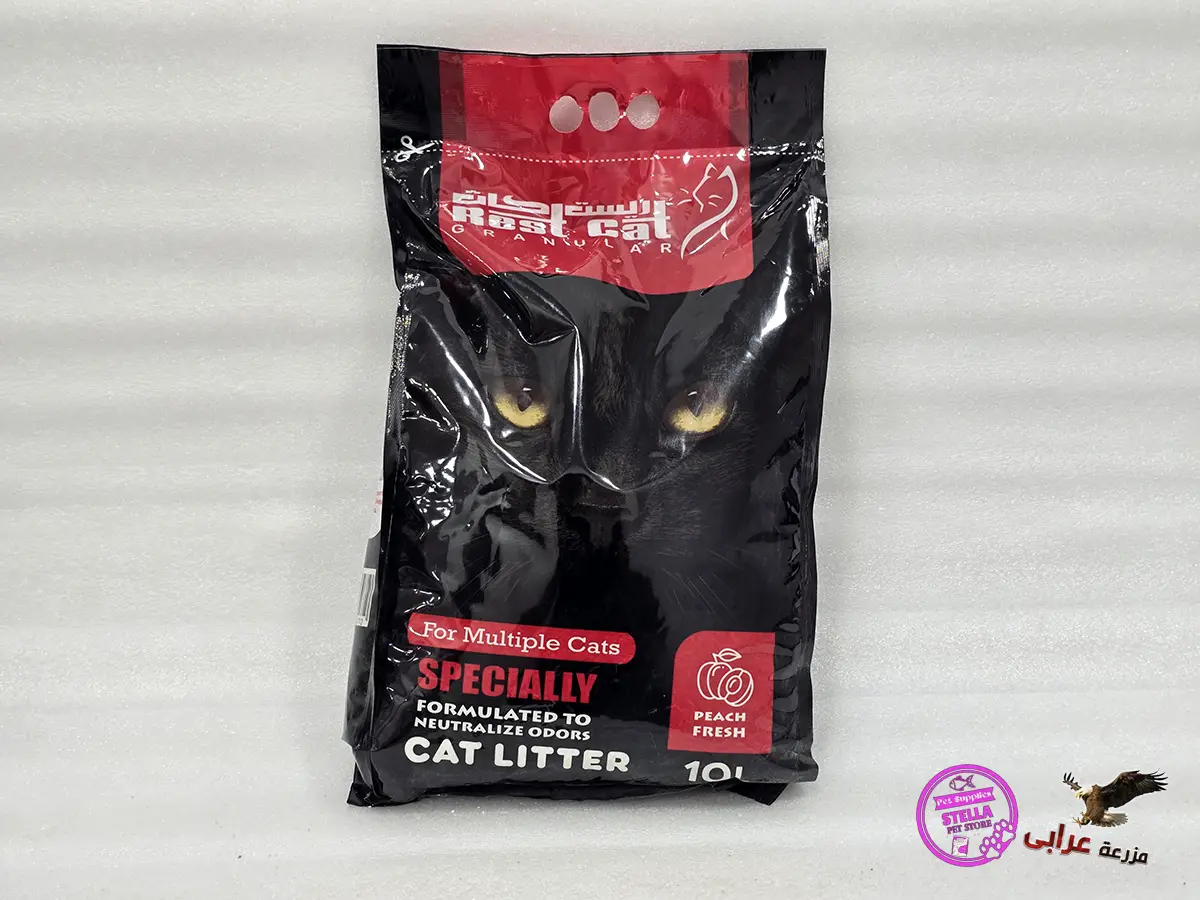 الست كات
Rest Cat
GRANULAR
For Multiple Cats
SPECIALLY
FORMULATED TO
NEUTRALIZE ODORS
CAT LITTER
PEACH
FRESH
10L
Pet Supplies
STELLA
PET STORE
مزرعة عرابى